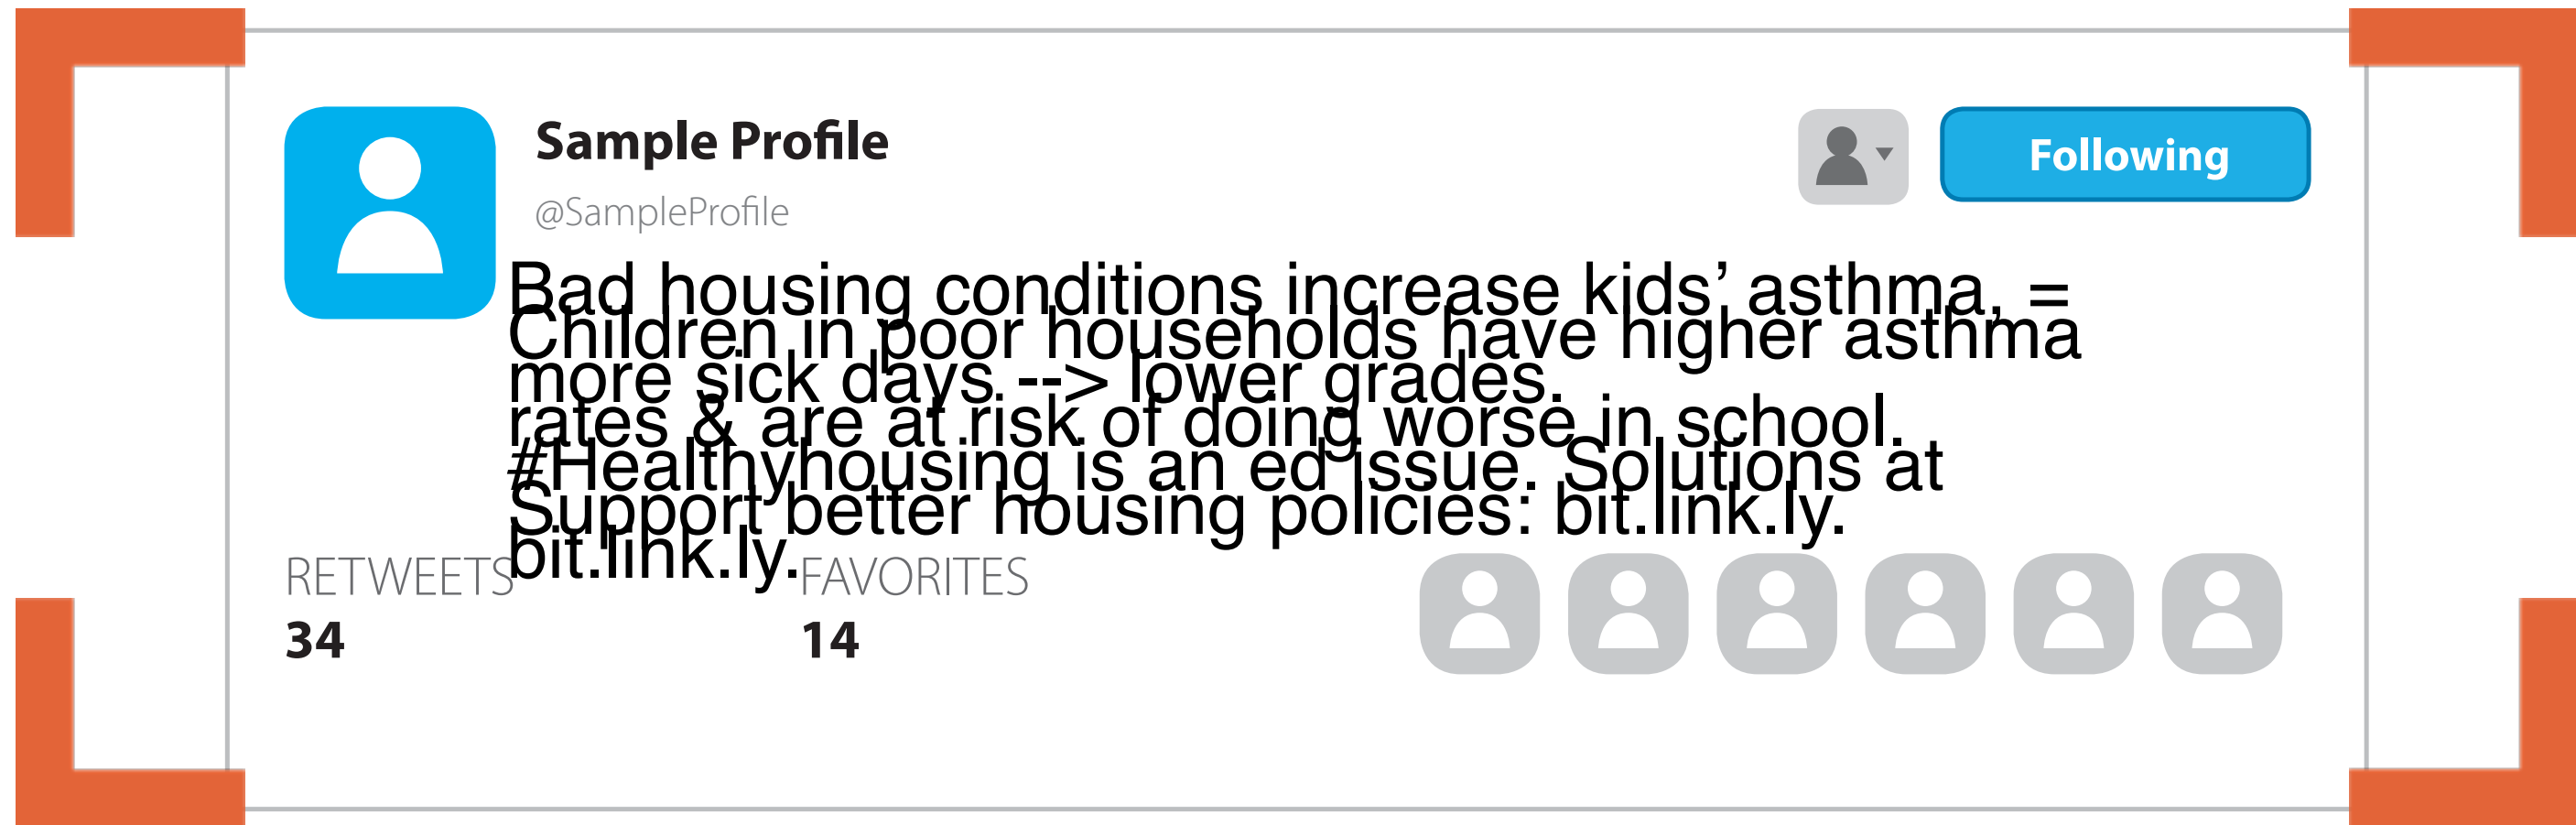 Sample Profile
@SampleProfile
Following
Bad housing conditions increase kids’ asthma, =
Children in poor households have higher asthma
more sick days --> lower grades.
rates & are at risk of doing worse in school.
#Healthyhousing is an ed issue. Solutions at
Support better housing policies: bit.link.ly.
bit.link.ly.
RETWEETS
FAVORITES
34
14